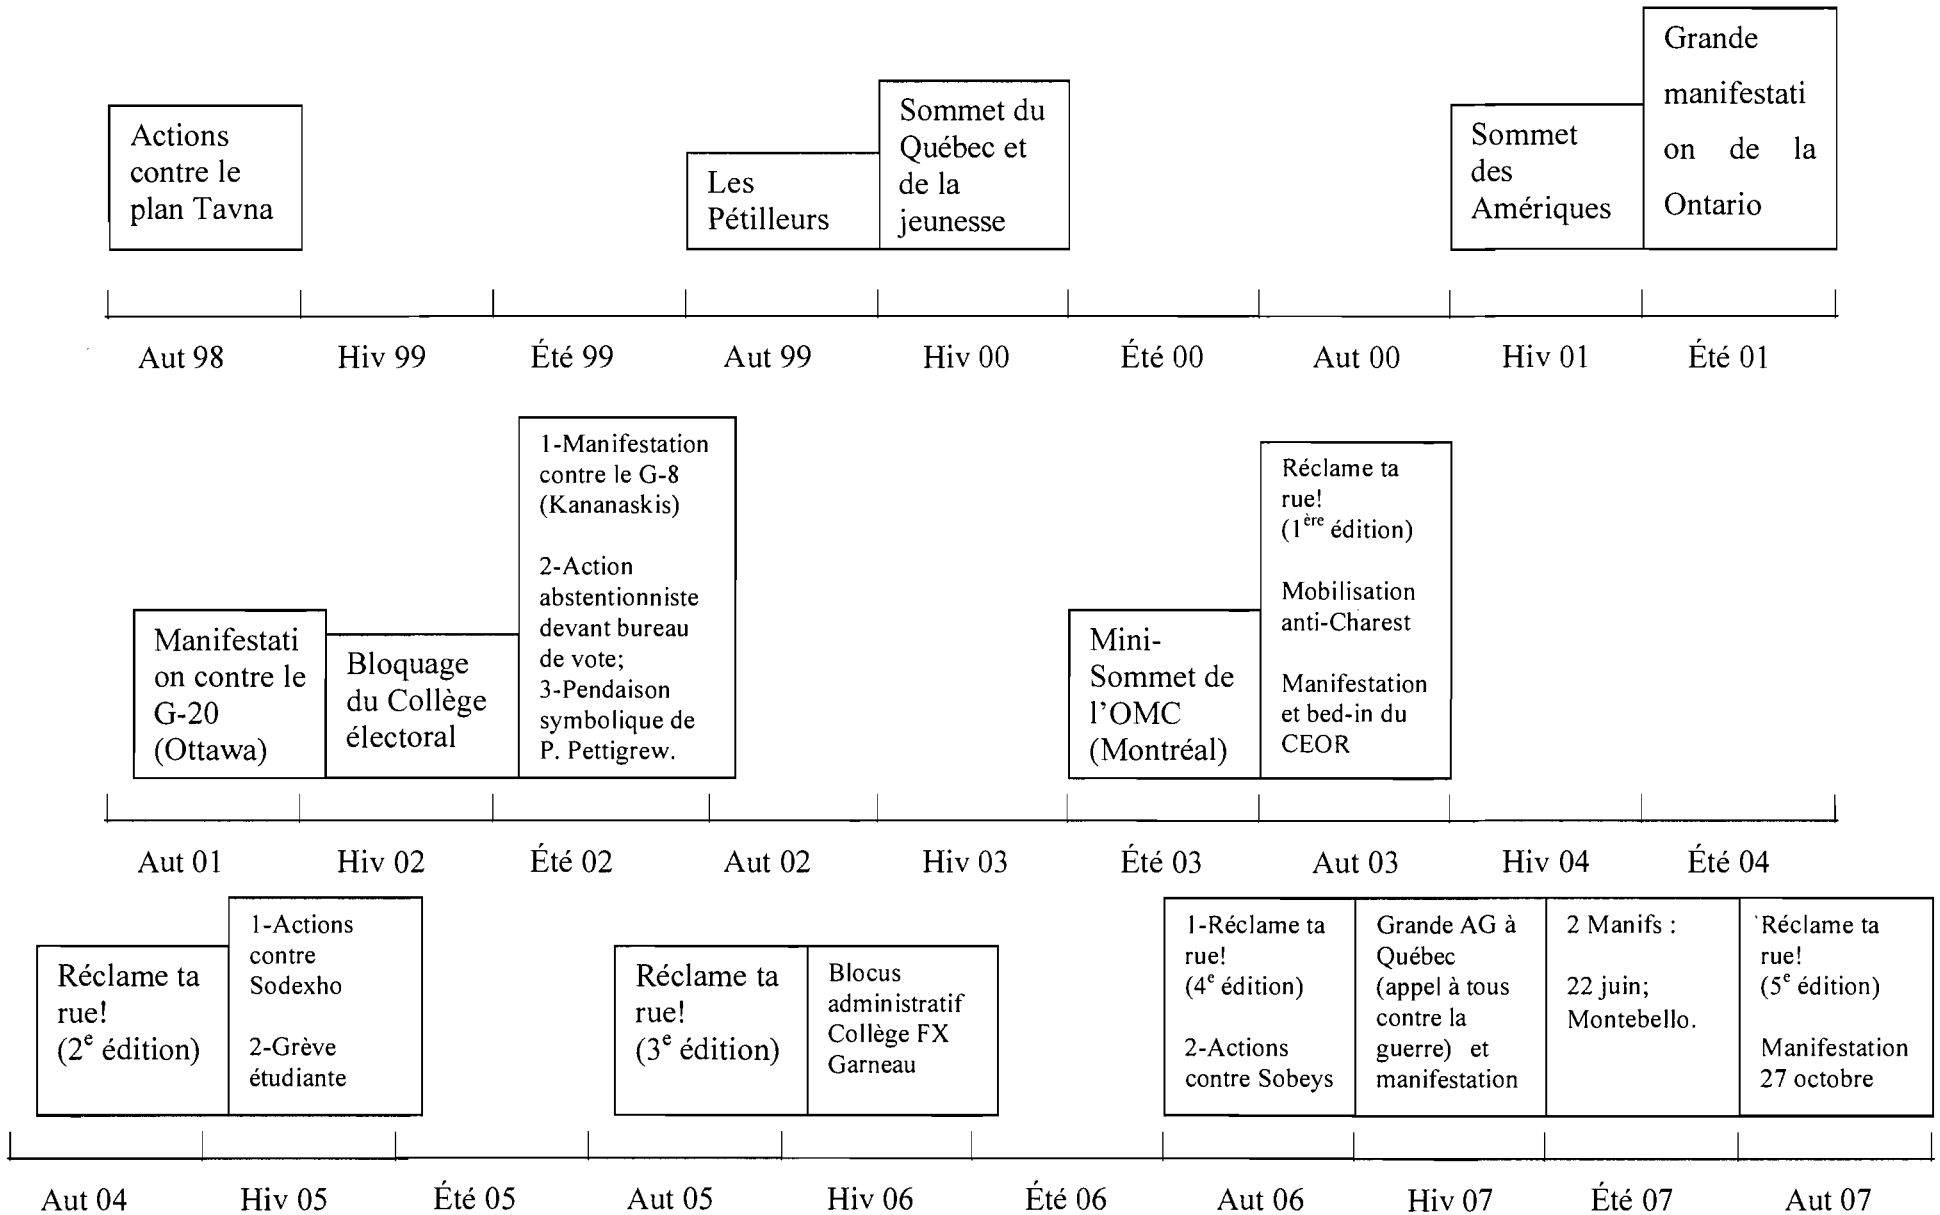 Actions
contre le
plan Tavna
Les
Pétilleurs
Sommet du
Québec et
de la
jeunesse
Sommet
des
Amériques
Grande
manifestati
on de la
Ontario
Aut 98
Hiv 99
Été 99
Aut 99
Hiv 00
Été 00
Aut 00
Hiv 01
Été 01
Manifestati
on contre le
G-20
(Ottawa)
Bloquage
du Collège
électoral
1-Manifestation
contre le G-8
(Kananaskis)
2-Action
abstentionniste
devant bureau
de vote;
3-Pendaison
symbolique de
P. Pettigrew.
Mini-
Sommet de
l'OMC
(Montréal)
Réclame ta
rue!
(1ère édition)
Mobilisation
anti-Charest
Manifestation
et bed-in du
CEOR
Aut 01
Hiv 02
Été 02
Aut 02
Hiv 03
Été 03
Aut 03
Hiv 04
Été 04
Réclame ta
rue!
(2e édition)
1-Actions
contre
Sodexho
2-Grève
étudiante
Réclame ta
rue!
(3e édition)
Blocus
administratif
Collège FX
Garneau
1-Réclame ta
rue!
(4e édition)
2-Actions
contre Sobeys
Grande AG à
Québec
(appel à tous
contre la
guerre) et
manifestation
2 Manifs :
22 juin;
Montebello.
Réclame ta
rue!
(5e édition)
Manifestation
27 octobre
Aut 04
Hiv 05
Été 05
Aut 05
Hiv 06
Été 06
Aut 06
Hiv 07
Été 07
Aut 07